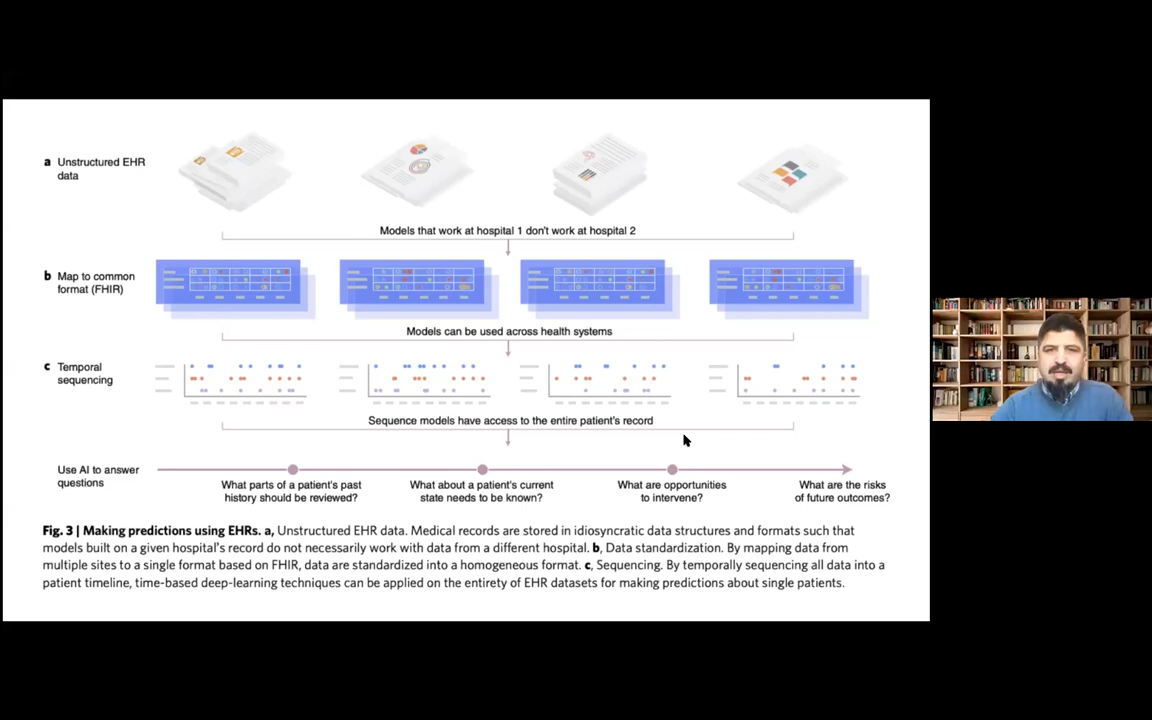 a Unstructured EHR
data
Models that work at hospital 1 don't work at hospital 2
b Map to common
format (FHIR)
Models can be used across health systems
c Temporal
sequencing
Sequence models have access to the entire patient's record
Use AI to answer
questions
What parts of a patient's past
history should be reviewed?
What about a patient's current
state needs to be known?
What are opportunities
to intervene?
What are the risks
of future outcomes?
Fig. 3 | Making predictions using EHRs. a, Unstructured EHR data. Medical records are stored in idiosyncratic data structures and formats such that
models built on a given hospital's record do not necessarily work with data from a different hospital. b, Data standardization. By mapping data from
multiple sites to a single format based on FHIR, data are standardized into a homogeneous format. c, Sequencing. By temporally sequencing all data into a
patient timeline, time-based deep-learning techniques can be applied on the entirety of EHR datasets for making predictions about single patients.